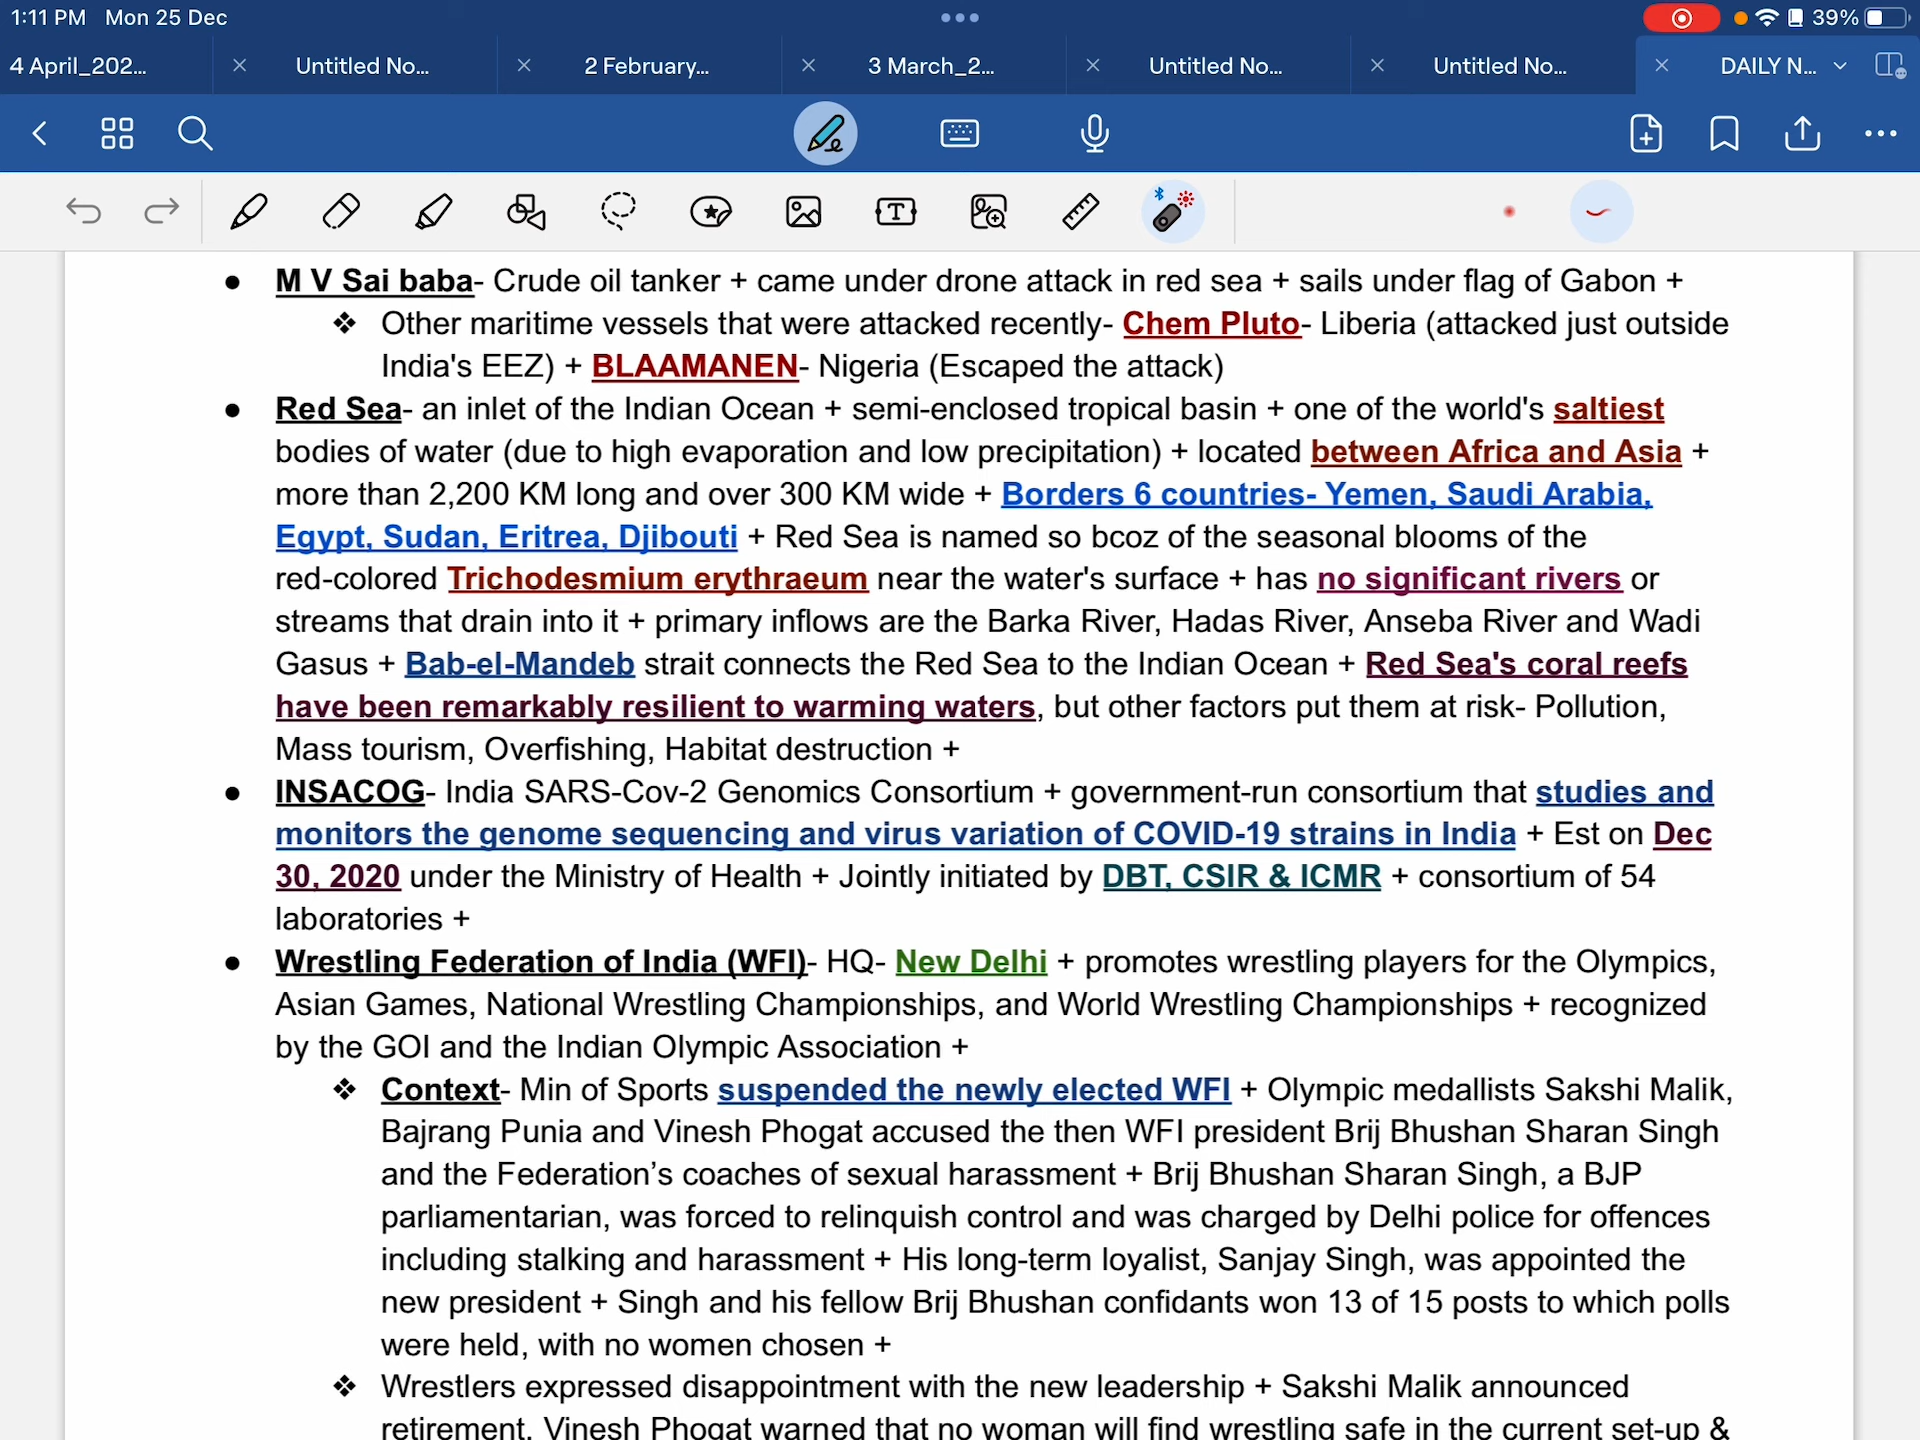 1:11 PM Mon 25 Dec
39%
4 April_202...
Untitled No...
2 February...
3 March_2...
Untitled No...
Untitled No...
DAILY N...
● M V Sai baba- Crude oil tanker + came under drone attack in red sea + sails under flag of Gabon +
❖ Other maritime vessels that were attacked recently- Chem Pluto- Liberia (attacked just outside
India's EEZ) + BLAAMANEN- Nigeria (Escaped the attack)
● Red Sea- an inlet of the Indian Ocean + semi-enclosed tropical basin + one of the world's saltiest
bodies of water (due to high evaporation and low precipitation) + located between Africa and Asia +
more than 2,200 KM long and over 300 KM wide + Borders 6 countries- Yemen, Saudi Arabia,
Egypt, Sudan, Eritrea, Djibouti + Red Sea is named so bcoz of the seasonal blooms of the
red-colored Trichodesmium erythraeum near the water's surface + has no significant rivers or
streams that drain into it + primary inflows are the Barka River, Hadas River, Anseba River and Wadi
Gasus + Bab-el-Mandeb strait connects the Red Sea to the Indian Ocean + Red Sea's coral reefs
have been remarkably resilient to warming waters, but other factors put them at risk- Pollution,
Mass tourism, Overfishing, Habitat destruction +
● INSACOG- India SARS-Cov-2 Genomics Consortium + government-run consortium that studies and
monitors the genome sequencing and virus variation of COVID-19 strains in India + Est on Dec
30, 2020 under the Ministry of Health + Jointly initiated by DBT, CSIR & ICMR + consortium of 54
laboratories +
● Wrestling Federation of India (WFI)- HQ- New Delhi + promotes wrestling players for the Olympics,
Asian Games, National Wrestling Championships, and World Wrestling Championships + recognized
by the GOI and the Indian Olympic Association +
❖ Context- Min of Sports suspended the newly elected WFI + Olympic medallists Sakshi Malik,
Bajrang Punia and Vinesh Phogat accused the then WFI president Brij Bhushan Sharan Singh
and the Federation’s coaches of sexual harassment + Brij Bhushan Sharan Singh, a BJP
parliamentarian, was forced to relinquish control and was charged by Delhi police for offences
including stalking and harassment + His long-term loyalist, Sanjay Singh, was appointed the
new president + Singh and his fellow Brij Bhushan confidants won 13 of 15 posts to which polls
were held, with no women chosen +
❖ Wrestlers expressed disappointment with the new leadership + Sakshi Malik announced
retirement, Vinesh Phogat warned that no woman will find wrestling safe in the current set-up &